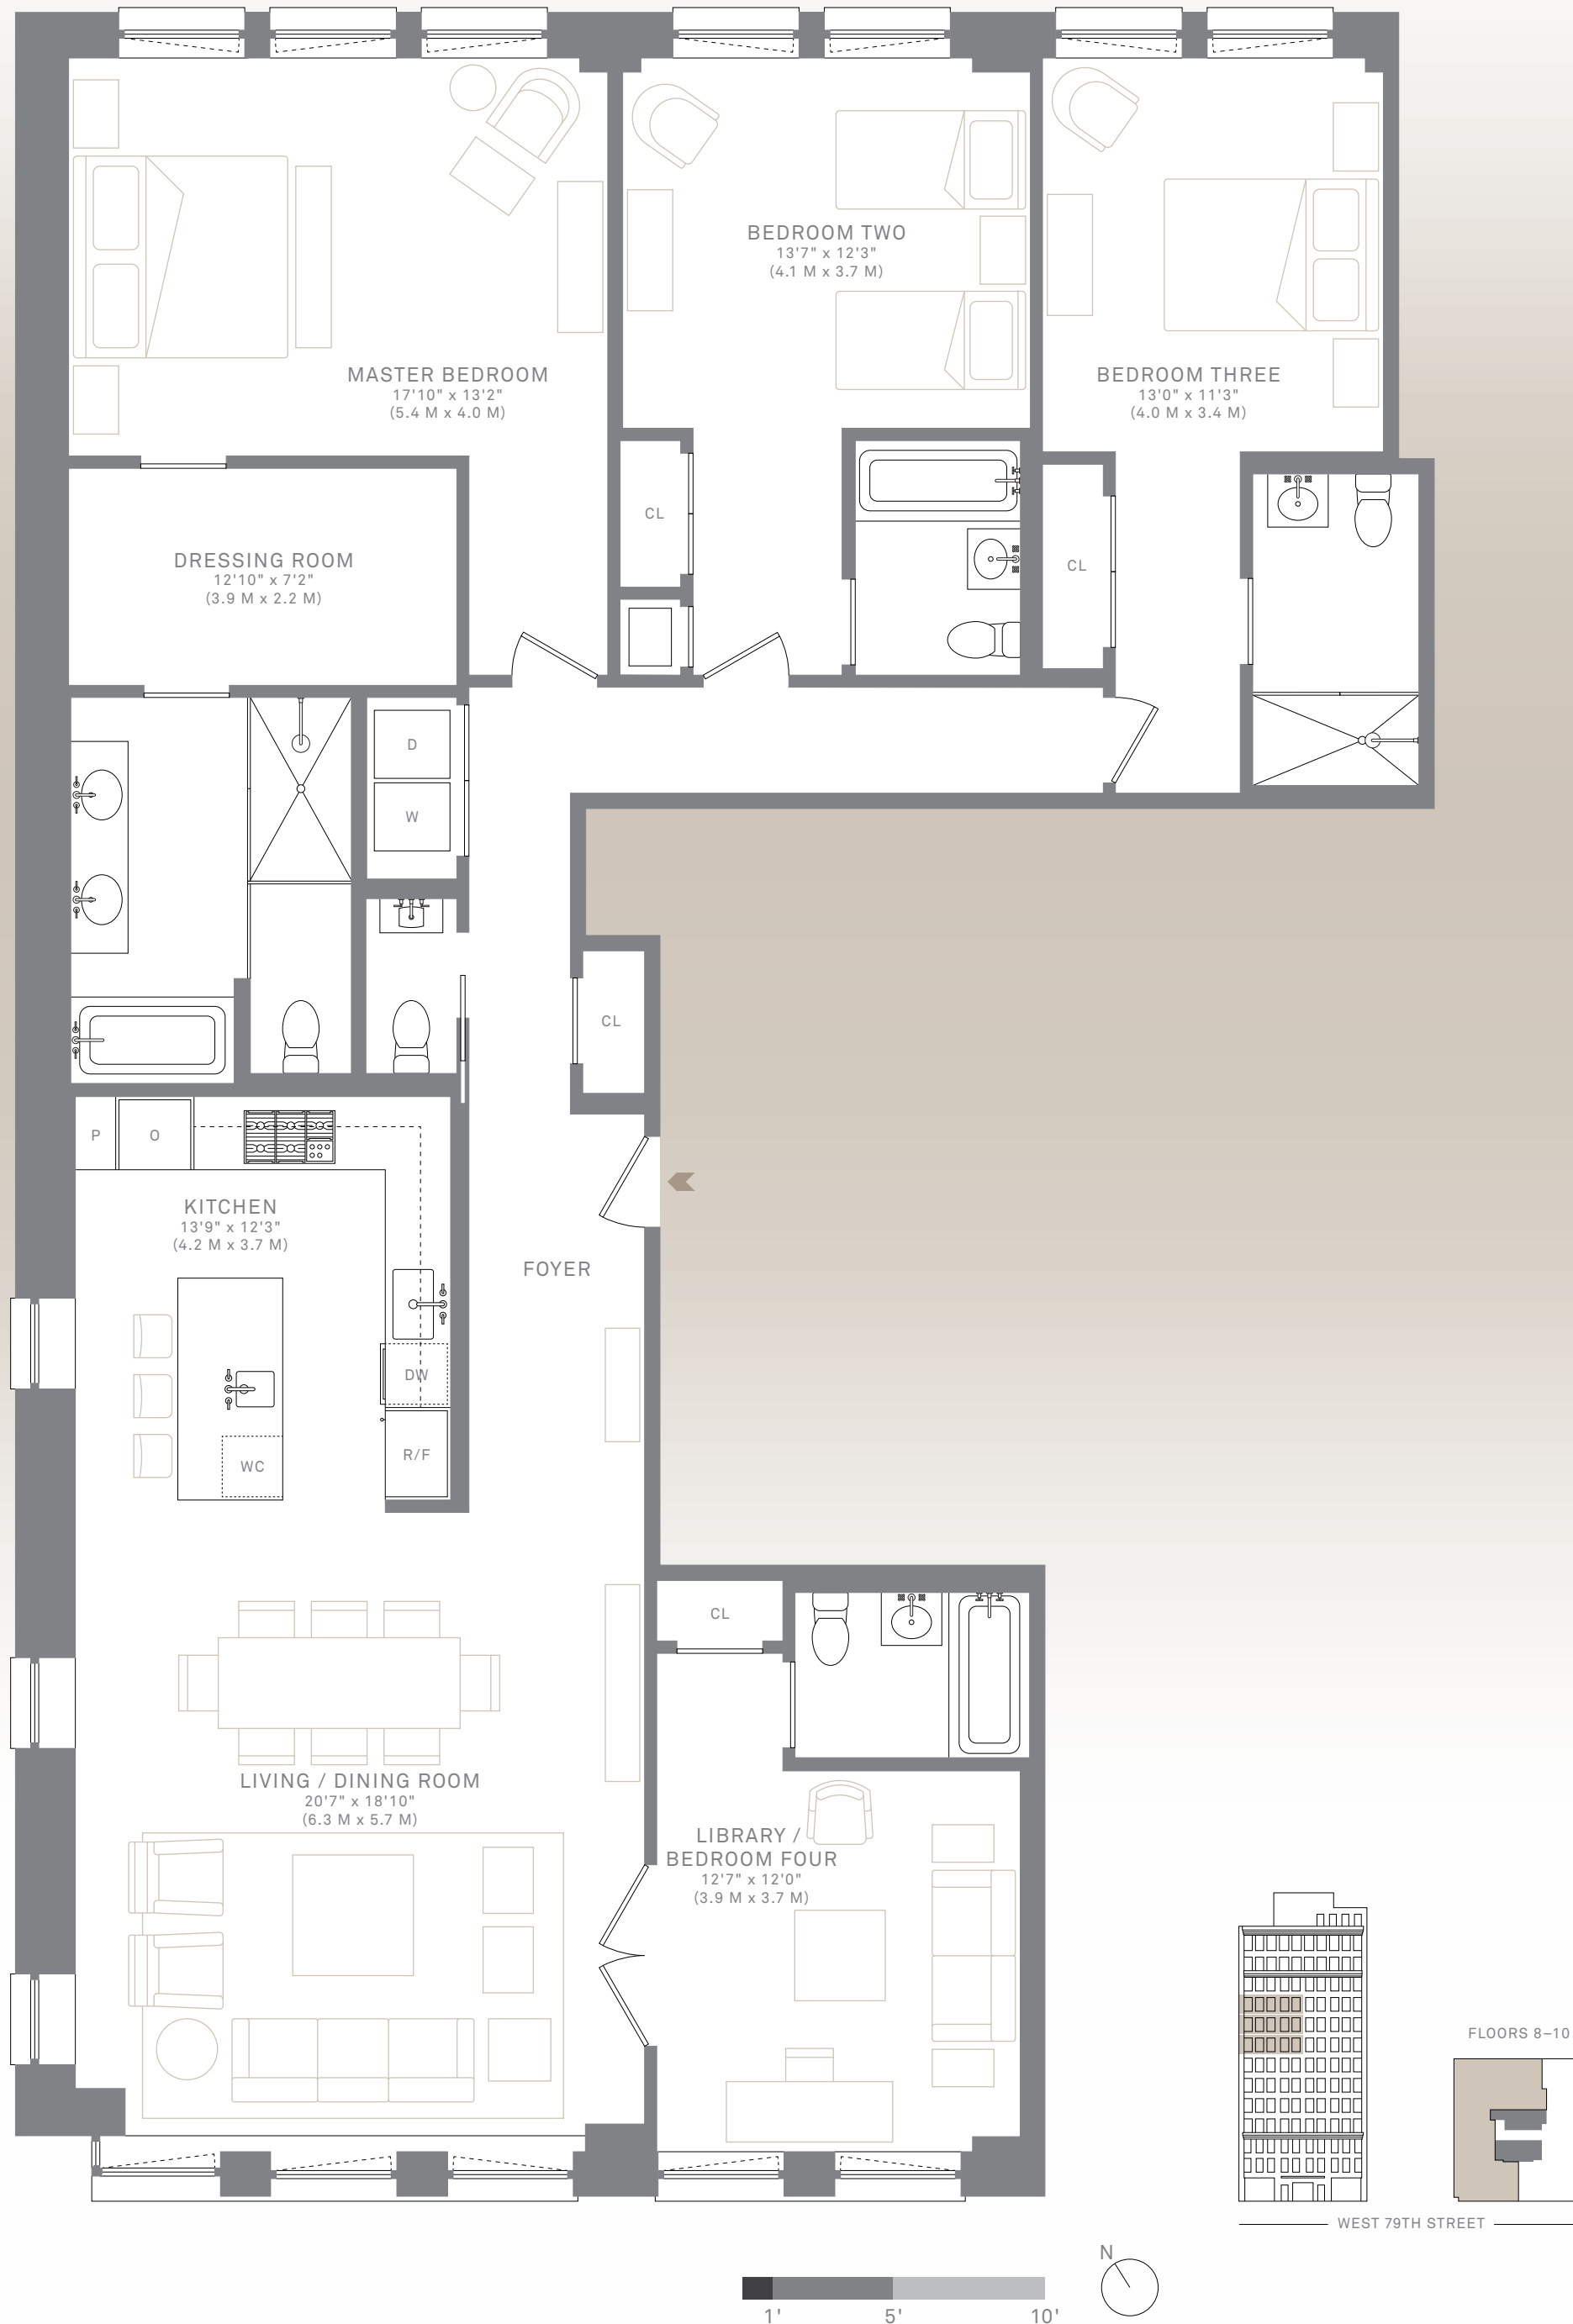 BEDROOM TWO
13'7" x 12'3"
(4.1 M x 3.7 M)
MASTER BEDROOM
17'10" x 13'2"
(5.4 M x 4.0 M)
BEDROOM THREE
13'0" x 11'3"
(4.0 M x 3.4 M)
CL
DRESSING ROOM
12'10" x 7'2"
(3.9 M x 2.2 M)
CL
D
W
CL
P
O
KITCHEN
13'9" x 12'3"
(4.2 M x 3.7 M)
FOYER
DW
R/F
WC
CL
LIVING / DINING ROOM
20'7" x 18'10"
(6.3 M x 5.7 M)
LIBRARY /
BEDROOM FOUR
12'7" x 12'0"
(3.9 M x 3.7 M)
FLOORS 8–10
WEST 79TH STREET
N
1'
5'
10'